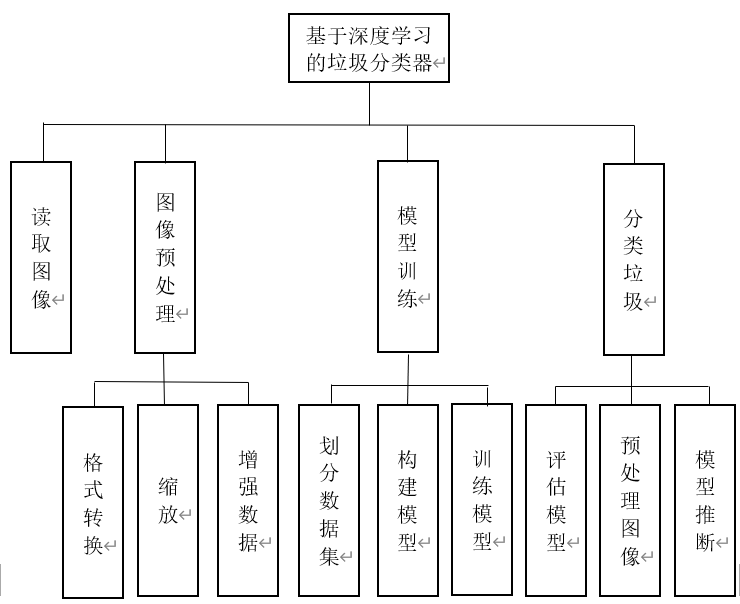 基于深度学习
的垃圾分类器
读取图像
图像预处理
模型训练
分类垃圾
格式转换
缩放
增强数据
划分数据集
构建模型
训练模型
评估模型
预处理图像
模型推断